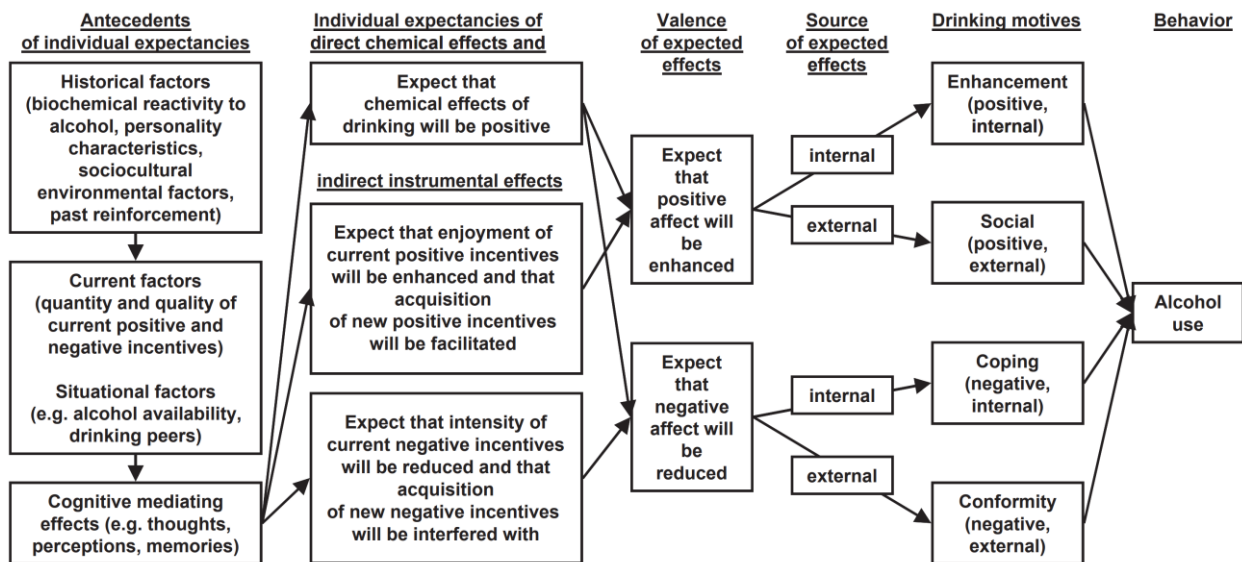 Antecedents
of individual expectancies
Historical factors
(biochemical reactivity to
alcohol, personality
characteristics,
sociocultural
environmental factors,
past reinforcement)
Current factors
(quantity and quality of
current positive and
negative incentives)
Situational factors
(e.g. alcohol availability,
drinking peers)
Cognitive mediating
effects (e.g. thoughts,
perceptions, memories)
Individual expectancies of
direct chemical effects and
Expect that
chemical effects of
drinking will be positive
indirect instrumental effects
Expect that enjoyment of
current positive incentives
will be enhanced and that
acquisition
of new positive incentives
will be facilitated
Expect that intensity of
current negative incentives
will be reduced and that
acquisition
of new negative incentives
will be interfered with
Valence
of expected
effects
Expect
that
positive
affect will
be
enhanced
Expect
that
negative
affect will
be
reduced
Source
of expected
effects
internal
external
internal
external
Drinking motives
Enhancement
(positive,
internal)
Social
(positive,
external)
Coping
(negative,
internal)
Conformity
(negative,
external)
Behavior
Alcohol
use